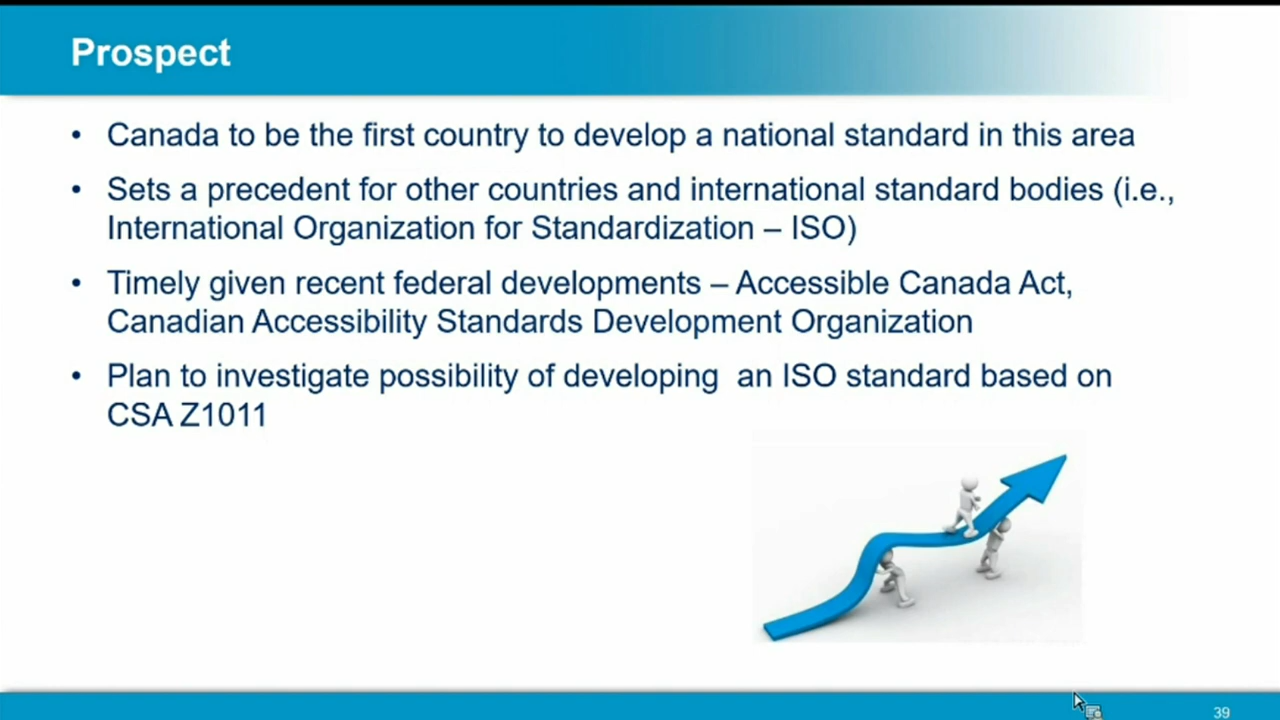 Prospect
• Canada to be the first country to develop a national standard in this area
• Sets a precedent for other countries and international standard bodies (i.e.,
International Organization for Standardization – ISO)
• Timely given recent federal developments – Accessible Canada Act,
Canadian Accessibility Standards Development Organization
• Plan to investigate possibility of developing  an ISO standard based on
CSA Z1011
39